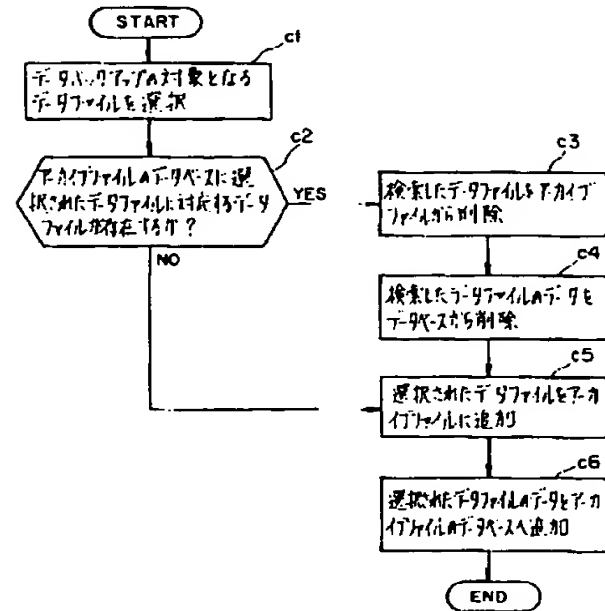 START
c1
データバックアップの対象となる
データファイルを選択
c2
アーカイブファイルのデータベースに選
択されたデータファイルに対応するデータ
ファイルが存在するか?
YES
NO
c3
検索したデータファイルをアーカイブ
ファイルから削除
c4
検索したデータファイルのデータを
データベースから削除
c5
選択されたデータファイルをアーカ
イブファイルに追加
c6
選択されたデータファイルのデータをアーカ
イブファイルのデータベースへ追加
END